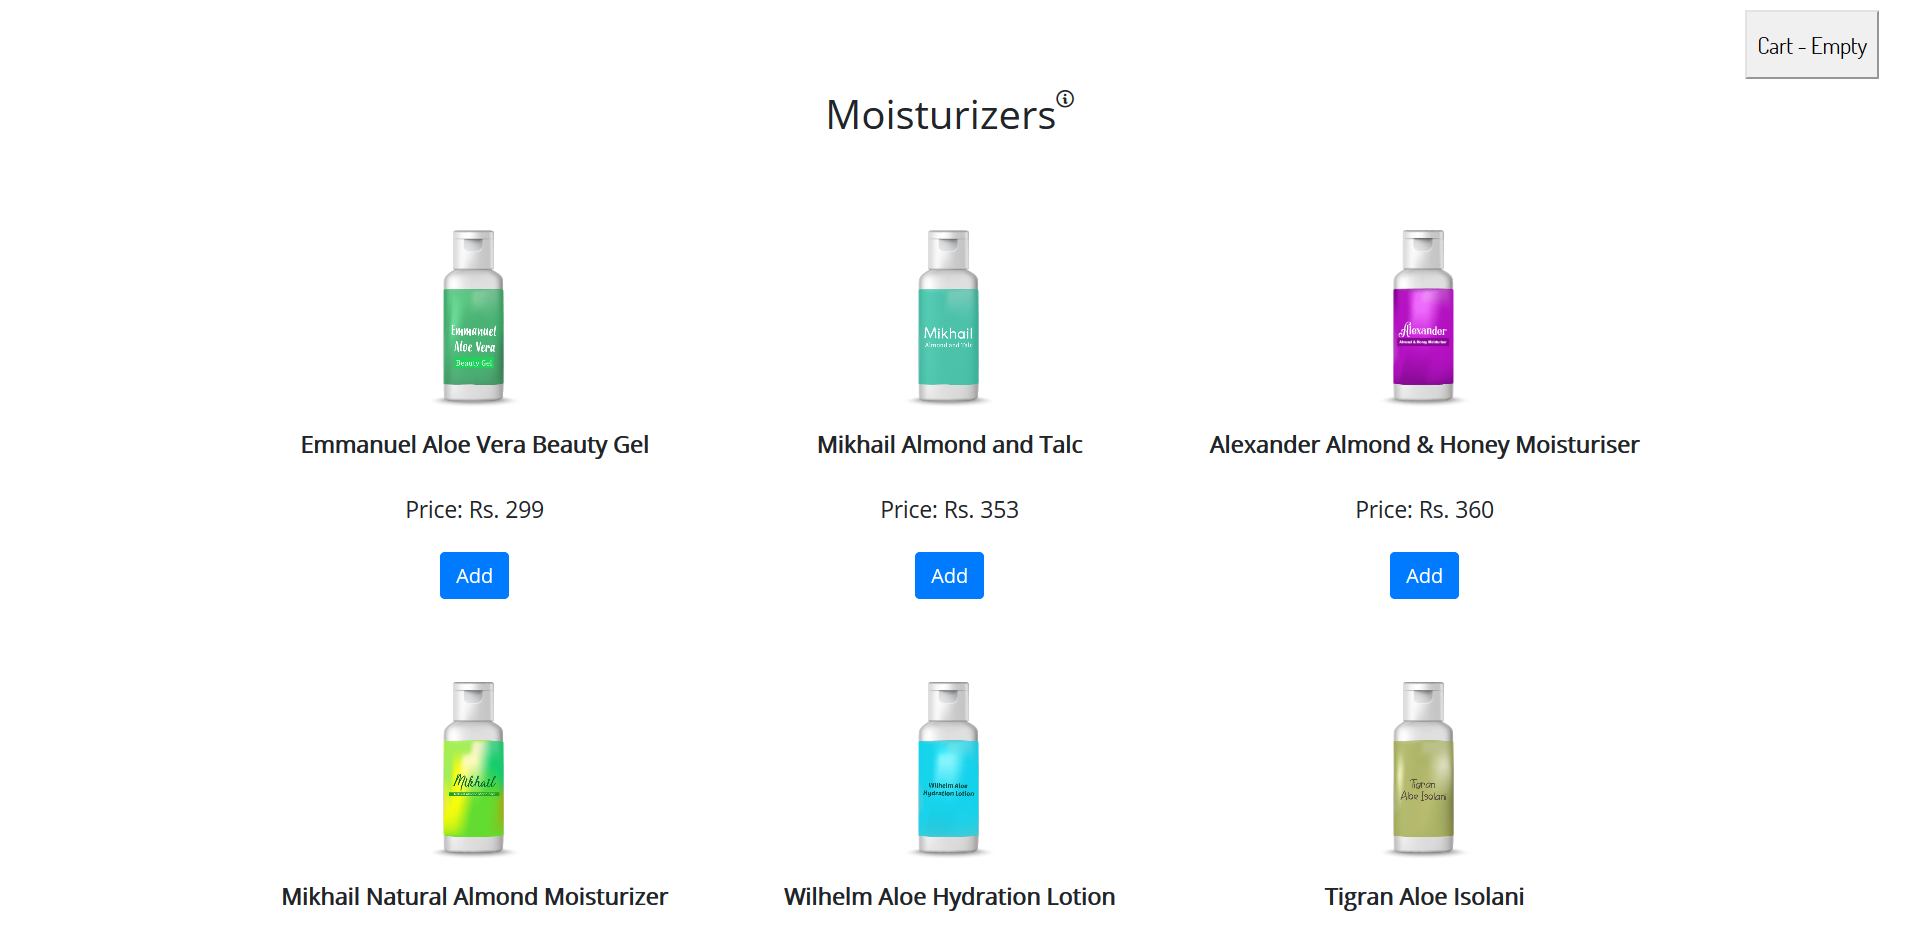 Cart - Empty
Moisturizers
Emmanuel
Aloe Vera
Beauty Gel
Mikhail
Almond and Talc
Alexander
Almond & Honey Moisturiser
Emmanuel Aloe Vera Beauty Gel
Mikhail Almond and Talc
Alexander Almond & Honey Moisturiser
Price: Rs. 299
Price: Rs. 353
Price: Rs. 360
Add
Add
Add
Mikhail
Wilhelm Aloe
Hydration Lotion
Tigran
Aloe Isolani
Mikhail Natural Almond Moisturizer
Wilhelm Aloe Hydration Lotion
Tigran Aloe Isolani